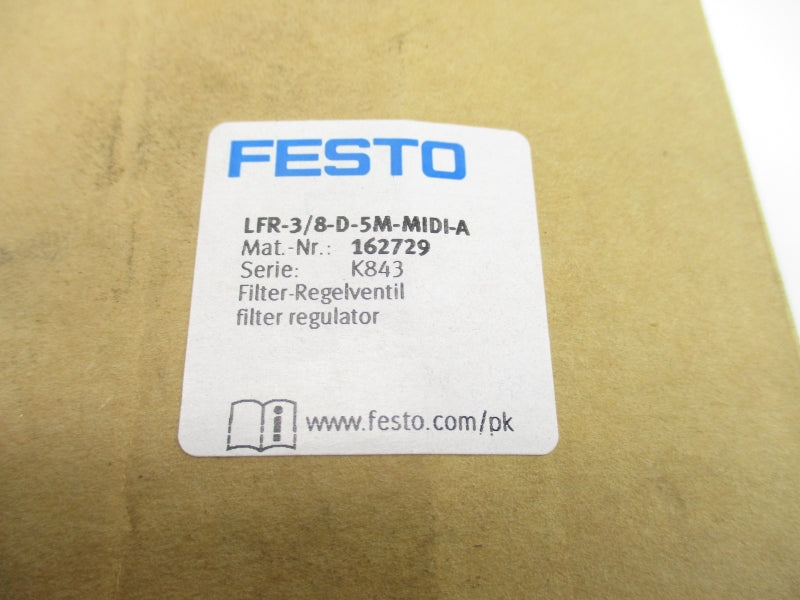 FESTO
LFR-3/8-D-5M-MIDI-A
Mat.-Nr.: 162729
Serie: K843
Filter-Regelventil
filter regulator
i www.festo.com/pk